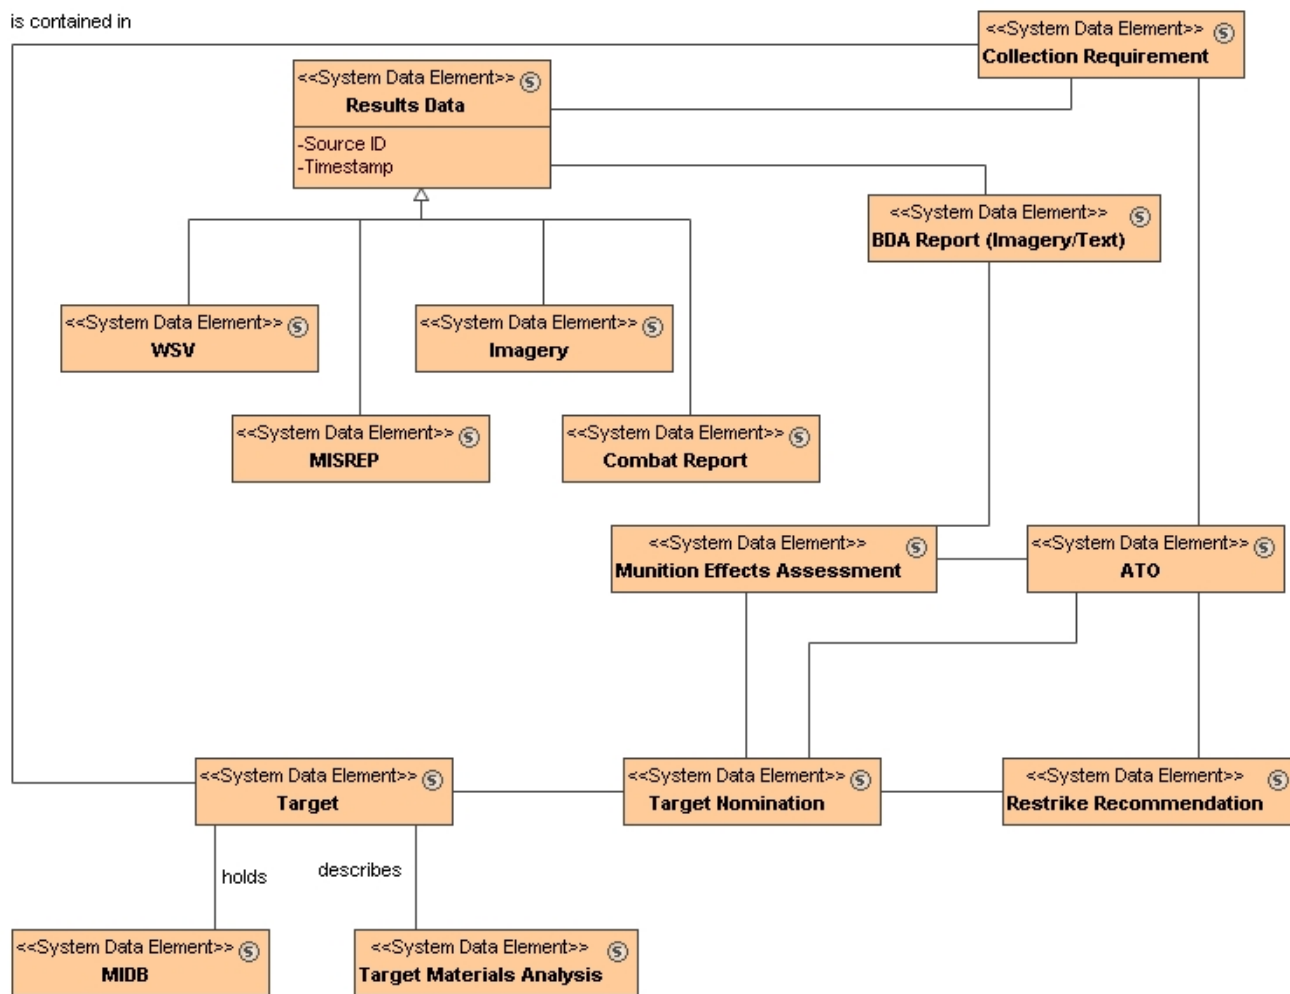 is contained in
<<System Data Element>> S
Collection Requirement
<<System Data Element>> S
Results Data
-Source ID
-Timestamp
<<System Data Element>> S
BDA Report (Imagery/Text)
<<System Data Element>> S
WSV
<<System Data Element>> S
Imagery
<<System Data Element>> S
MISREP
<<System Data Element>> S
Combat Report
<<System Data Element>> S
Munition Effects Assessment
<<System Data Element>> S
ATO
<<System Data Element>> S
Target
<<System Data Element>> S
Target Nomination
<<System Data Element>> S
Restrike Recommendation
holds
describes
<<System Data Element>> S
MIDB
<<System Data Element>> S
Target Materials Analysis